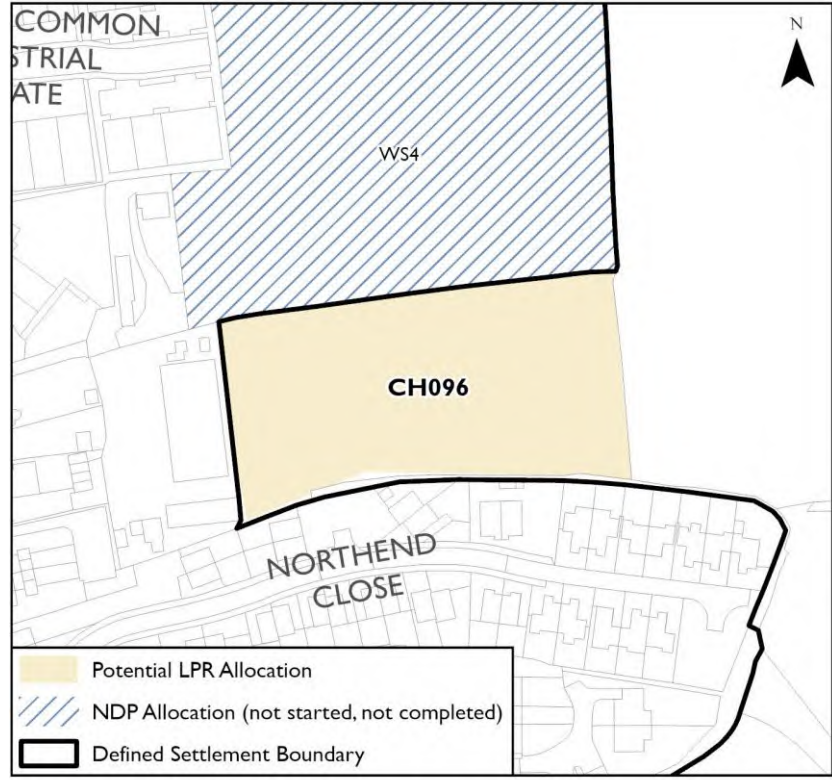 COMMON
STRIAL
ATE
N
WS4
CH096
NORTHEND
CLOSE
Potential LPR Allocation
NDP Allocation (not started, not completed)
Defined Settlement Boundary